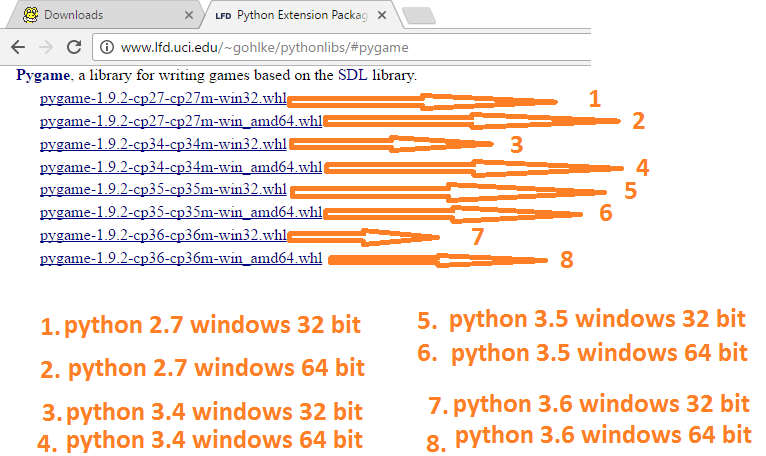 Downloads
LFD Python Extension Packag
www.lfd.uci.edu/~gohlke/pythonlibs/#pygame
Pygame, a library for writing games based on the SDL library.
pygame-1.9.2-cp27-cp27m-win32.whl 1
pygame-1.9.2-cp27-cp27m-win_amd64.whl 2
pygame-1.9.2-cp34-cp34m-win32.whl 3
pygame-1.9.2-cp34-cp34m-win_amd64.whl 4
pygame-1.9.2-cp35-cp35m-win32.whl 5
pygame-1.9.2-cp35-cp35m-win_amd64.whl 6
pygame-1.9.2-cp36-cp36m-win32.whl 7
pygame-1.9.2-cp36-cp36m-win_amd64.whl 8
1. python 2.7 windows 32 bit
2. python 2.7 windows 64 bit
3. python 3.4 windows 32 bit
4. python 3.4 windows 64 bit
5. python 3.5 windows 32 bit
6. python 3.5 windows 64 bit
7. python 3.6 windows 32 bit
8. python 3.6 windows 64 bit